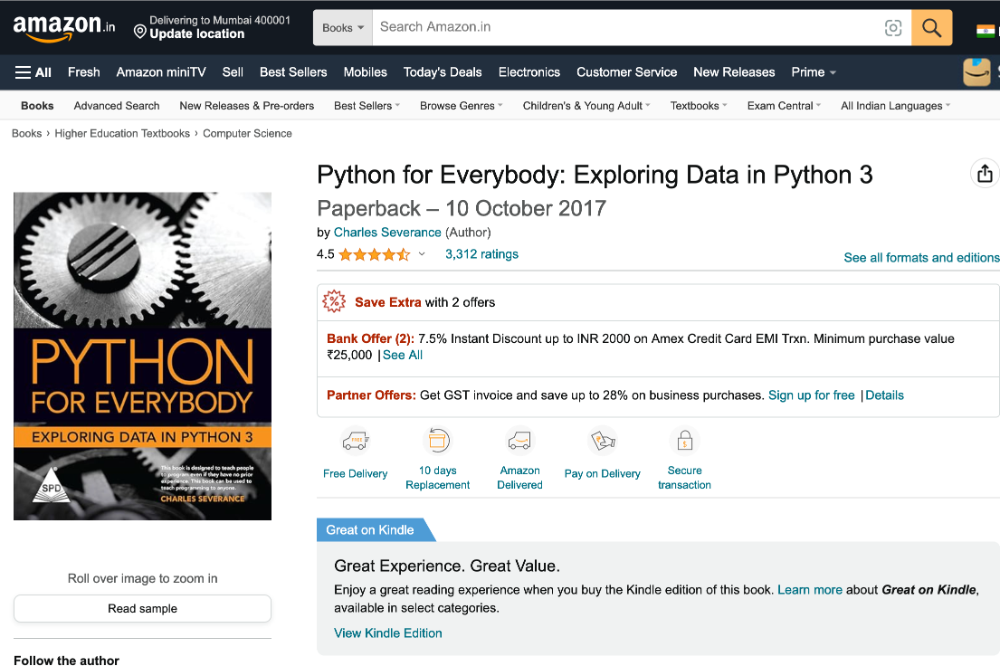 amazon.in
Delivering to Mumbai 400001
Update location
Books
Search Amazon.in
All Fresh Amazon miniTV Sell Best Sellers Mobiles Today's Deals Electronics Customer Service New Releases Prime
Books Advanced Search New Releases & Pre-orders Best Sellers Browse Genres Children's & Young Adult Textbooks Exam Central All Indian Languages
Books › Higher Education Textbooks › Computer Science
Python for Everybody: Exploring Data in Python 3
Paperback – 10 October 2017
by Charles Severance (Author)
4.5 3,312 ratings
See all formats and editions
Save Extra with 2 offers
Bank Offer (2): 7.5% Instant Discount up to INR 2000 on Amex Credit Card EMI Trxn. Minimum purchase value
₹25,000 | See All
Partner Offers: Get GST invoice and save up to 28% on business purchases. Sign up for free | Details
FREE
Free Delivery
10 days
Replacement
Amazon
Delivered
Pay on Delivery
Secure
transaction
Great on Kindle
Great Experience. Great Value.
Enjoy a great reading experience when you buy the Kindle edition of this book. Learn more about Great on Kindle,
available in select categories.
View Kindle Edition
PYTHON
FOR EVERYBODY
EXPLORING DATA IN PYTHON 3
This book is designed to teach people
to program even if they have no prior
experience. This book can be used to
teach programming to anyone.
CHARLES SEVERANCE
SPD
Roll over image to zoom in
Read sample
Follow the author